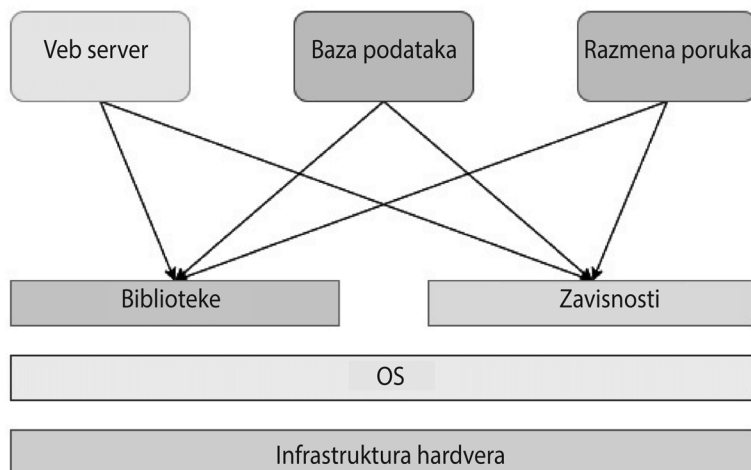 Veb server
Baza podataka
Razmena poruka
Biblioteke
Zavisnosti
OS
Infrastruktura hardvera